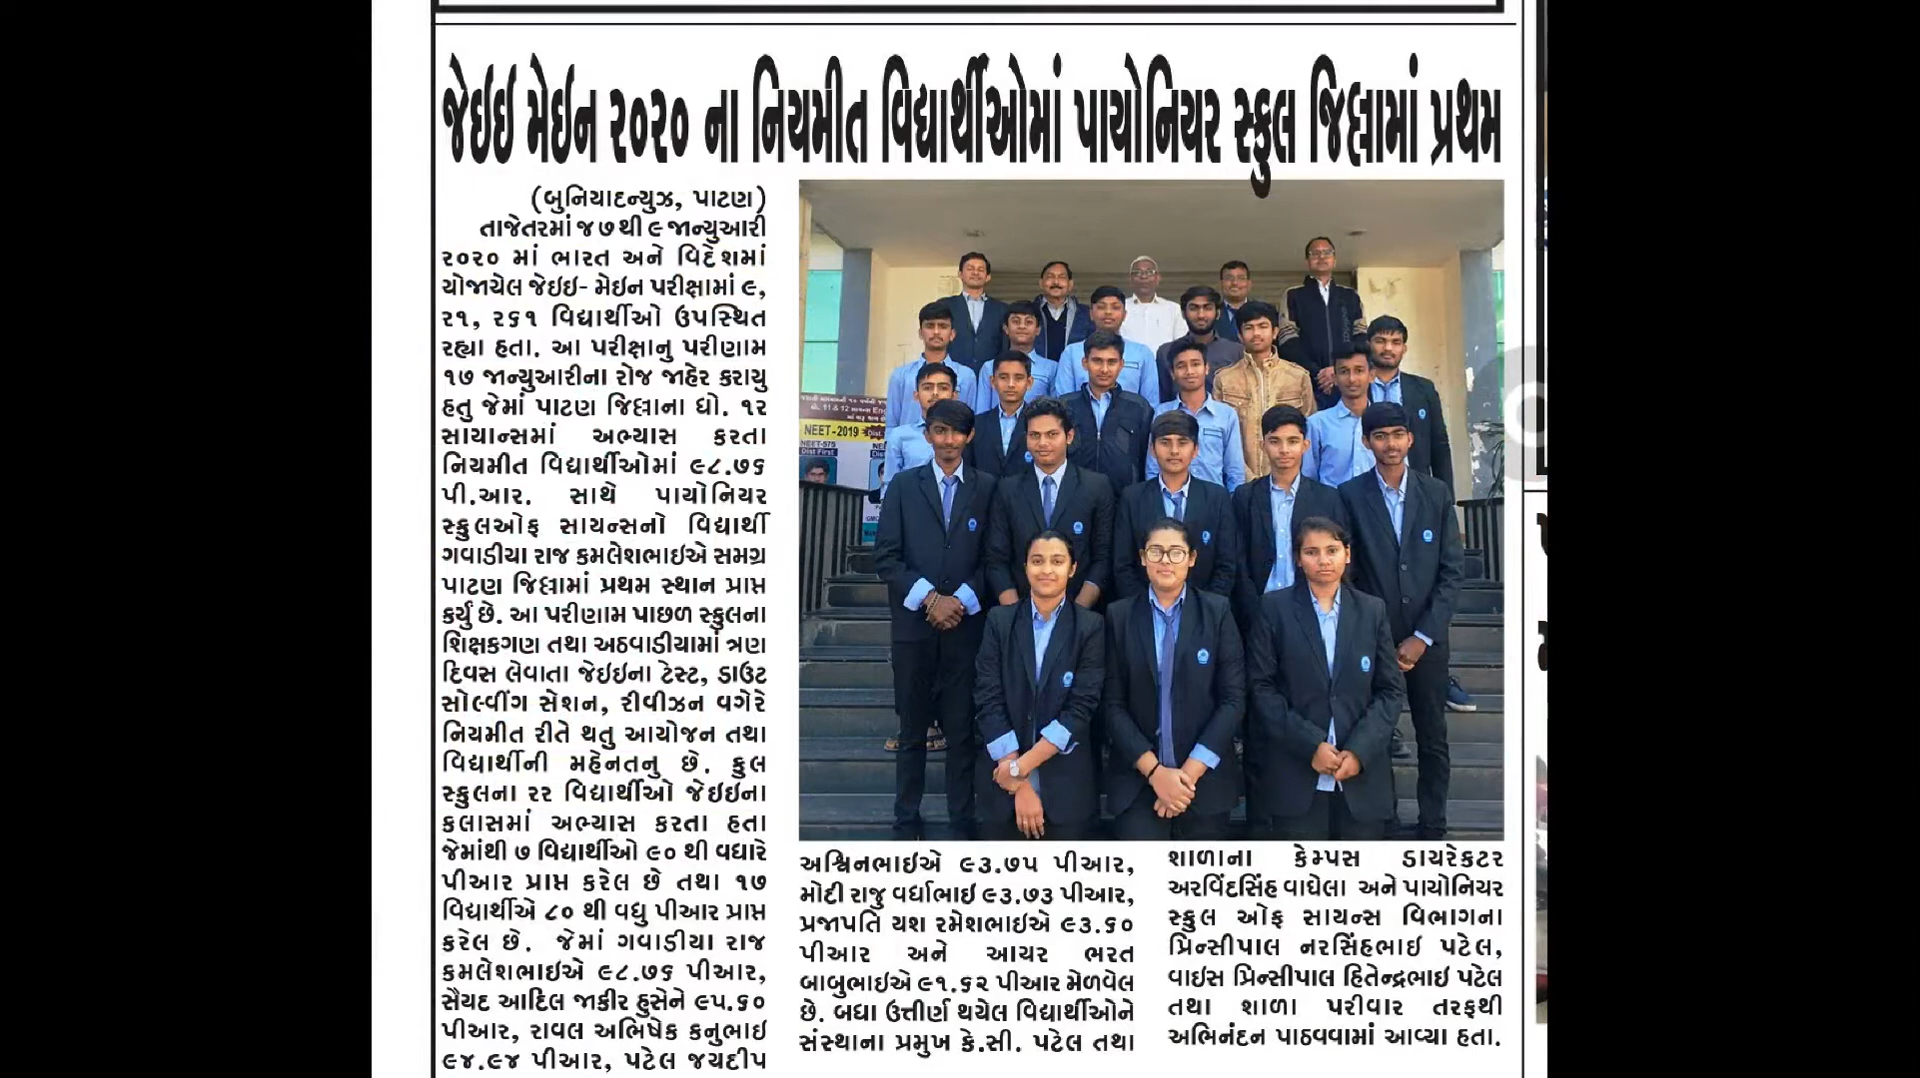 જેઇઇ મેઇન ૨૦૨૦ ના નિયમીત વિદ્યાર્થીઓમાં પાયોનિયર સ્કુલ જિલ્લામાં પ્રથમ
(બુનિયાદન્યુઝ, પાટણ)
તાજેતરમાં જ ૭ થી ૯ જાન્યુઆરી
૨૦૨૦ માં ભારત અને વિદેશમાં
યોજાયેલ જેઇઇ- મેઇન પરીક્ષામાં ૯,
૨૧, ૨૬૧ વિદ્યાર્થીઓ ઉપસ્થિત
રહ્યા હતા. આ પરીક્ષાનુ પરીણામ
૧૭ જાન્યુઆરીના રોજ જાહેર કરાયુ
હતુ જેમાં પાટણ જિલ્લાના ધો. ૧૨
સાયાન્સમાં અભ્યાસ કરતા
નિયમીત વિદ્યાર્થીઓમાં ૯૮.૭૬
પી.આર. સાથે પાયોનિયર
સ્કુલઓફ સાયન્સનો વિદ્યાર્થી
ગવાડીયા રાજ કમલેશભાઇએ સમગ્ર
પાટણ જિલ્લામાં પ્રથમ સ્થાન પ્રાપ્ત
કર્યું છે. આ પરીણામ પાછળ સ્કુલના
શિક્ષકગણ તથા અઠવાડીયામાં ત્રણ
દિવસ લેવાતા જેઇઇના ટેસ્ટ, ડાઉટ
સોલ્વીંગ સેશન, રીવીઝન વગેરે
નિયમીત રીતે થતુ આયોજન તથા
વિદ્યાર્થીની મહેનતનુ છે. કુલ
સ્કુલના ૨૨ વિદ્યાર્થીઓ જેઇઇના
કલાસમાં અભ્યાસ કરતા હતા
જેમાંથી ૭ વિદ્યાર્થીઓ ૯૦ થી વધારે
પીઆર પ્રાપ્ત કરેલ છે તથા ૧૭
વિદ્યાર્થીએ ૮૦ થી વધુ પીઆર પ્રાપ્ત
કરેલ છે. જેમાં ગવાડીયા રાજ
કમલેશભાઇએ ૯૮.૭૬ પીઆર,
સૈયદ આદિલ જાકીર હુસેને ૯૫.૬૦
પીઆર, રાવલ અભિષેક કનુભાઇ
૯૪.૯૪ પીઆર, પટેલ જયદીપ
અશ્વિનભાઇએ ૯૩.૭૫ પીઆર,
મોદી રાજુ વર્ધાભાઇ ૯૩.૭૩ પીઆર,
પ્રજાપતિ યશ રમેશભાઇએ ૯૩.૬૦
પીઆર અને આયર ભરત
બાબુભાઇએ ૯૧.૬૨ પીઆર મેળવેલ
છે. બધા ઉત્તીર્ણ થયેલ વિદ્યાર્થીઓને
સંસ્થાના પ્રમુખ કે.સી. પટેલ તથા
શાળાના કેમ્પસ ડાયરેકટર
અરવિંદસિંહ વાઘેલા અને પાયોનિયર
સ્કુલ ઓફ સાયન્સ વિભાગના
પ્રિન્સીપાલ નરસિંહભાઇ પટેલ,
વાઇસ પ્રિન્સીપાલ હિતેન્દ્રભાઇ પટેલ
તથા શાળા પરીવાર તરફથી
અભિનંદન પાઠવવામાં આવ્યા હતા.
NEET-2019
NEET-575
Dist First